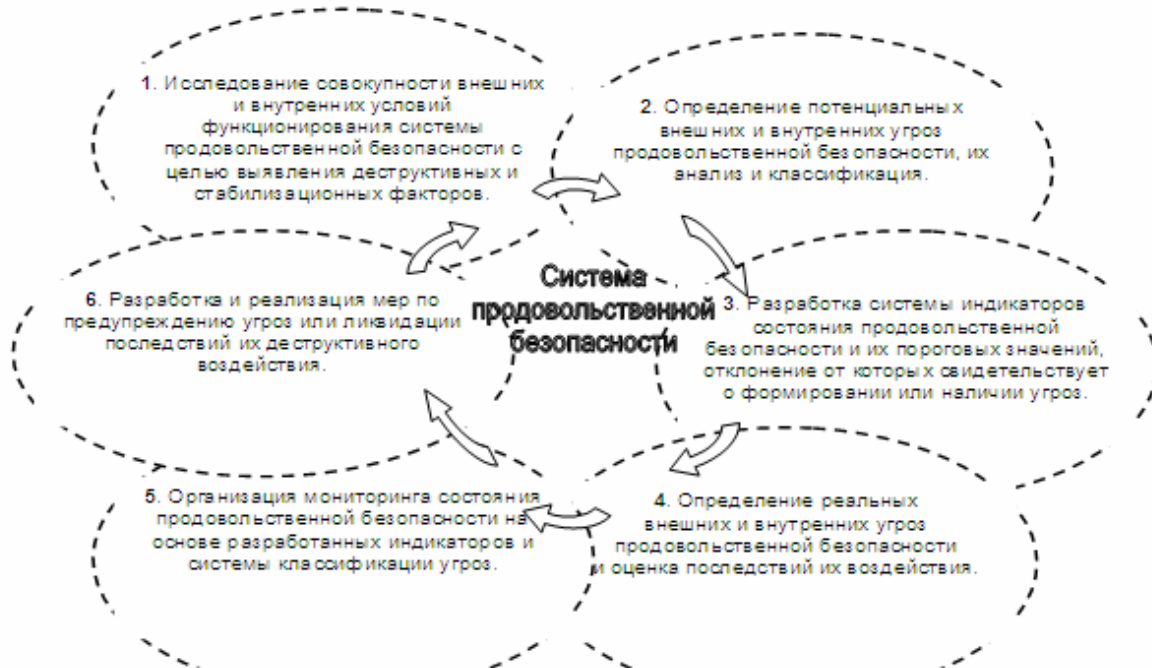 1. Исследование совокупности внешних
и внутренних условий
функционирования системы
продовольственной безопасности с
целью выявления деструктивных и
стабилизационных факторов.
2. Определение потенциальных
внешних и внутренних угроз
продовольственной безопасности, их
анализ и классификация.
Система
продовольственной
безопасности
3. Разработка системы индикаторов
состояния продовольственной
безопасности и их пороговых значений,
отклонение от которых свидетельствует
о формировании или наличии угроз.
4. Определение реальных
внешних и внутренних угроз
продовольственной безопасности
и оценка последствий их воздействия.
5. Организация мониторинга состояния
продовольственной безопасности на
основе разработанных индикаторов и
системы классификации угроз.
6. Разработка и реализация мер по
предупреждению угроз или ликвидации
последствий их деструктивного
воздействия.